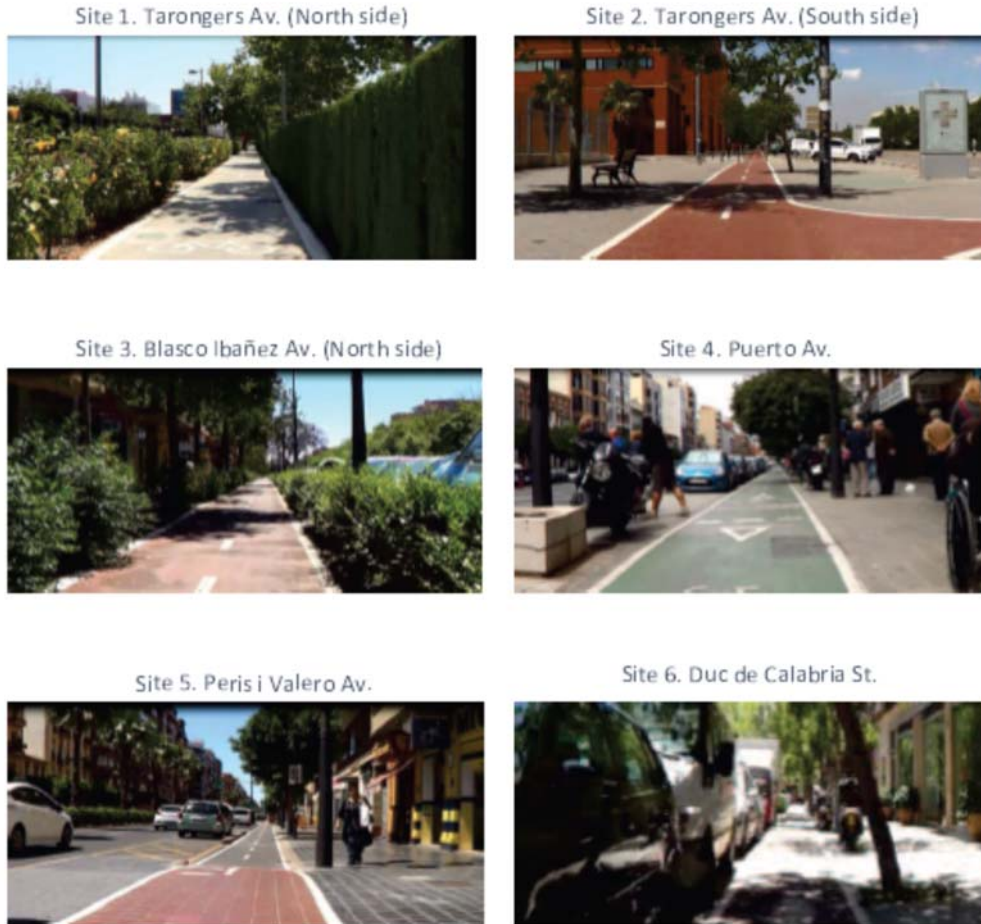 Site 1. Tarongers Av. (North side)
Site 2. Tarongers Av. (South side)
Site 3. Blasco Ibañez Av. (North side)
Site 4. Puerto Av.
Site 5. Peris i Valero Av.
Site 6. Duc de Calabria St.